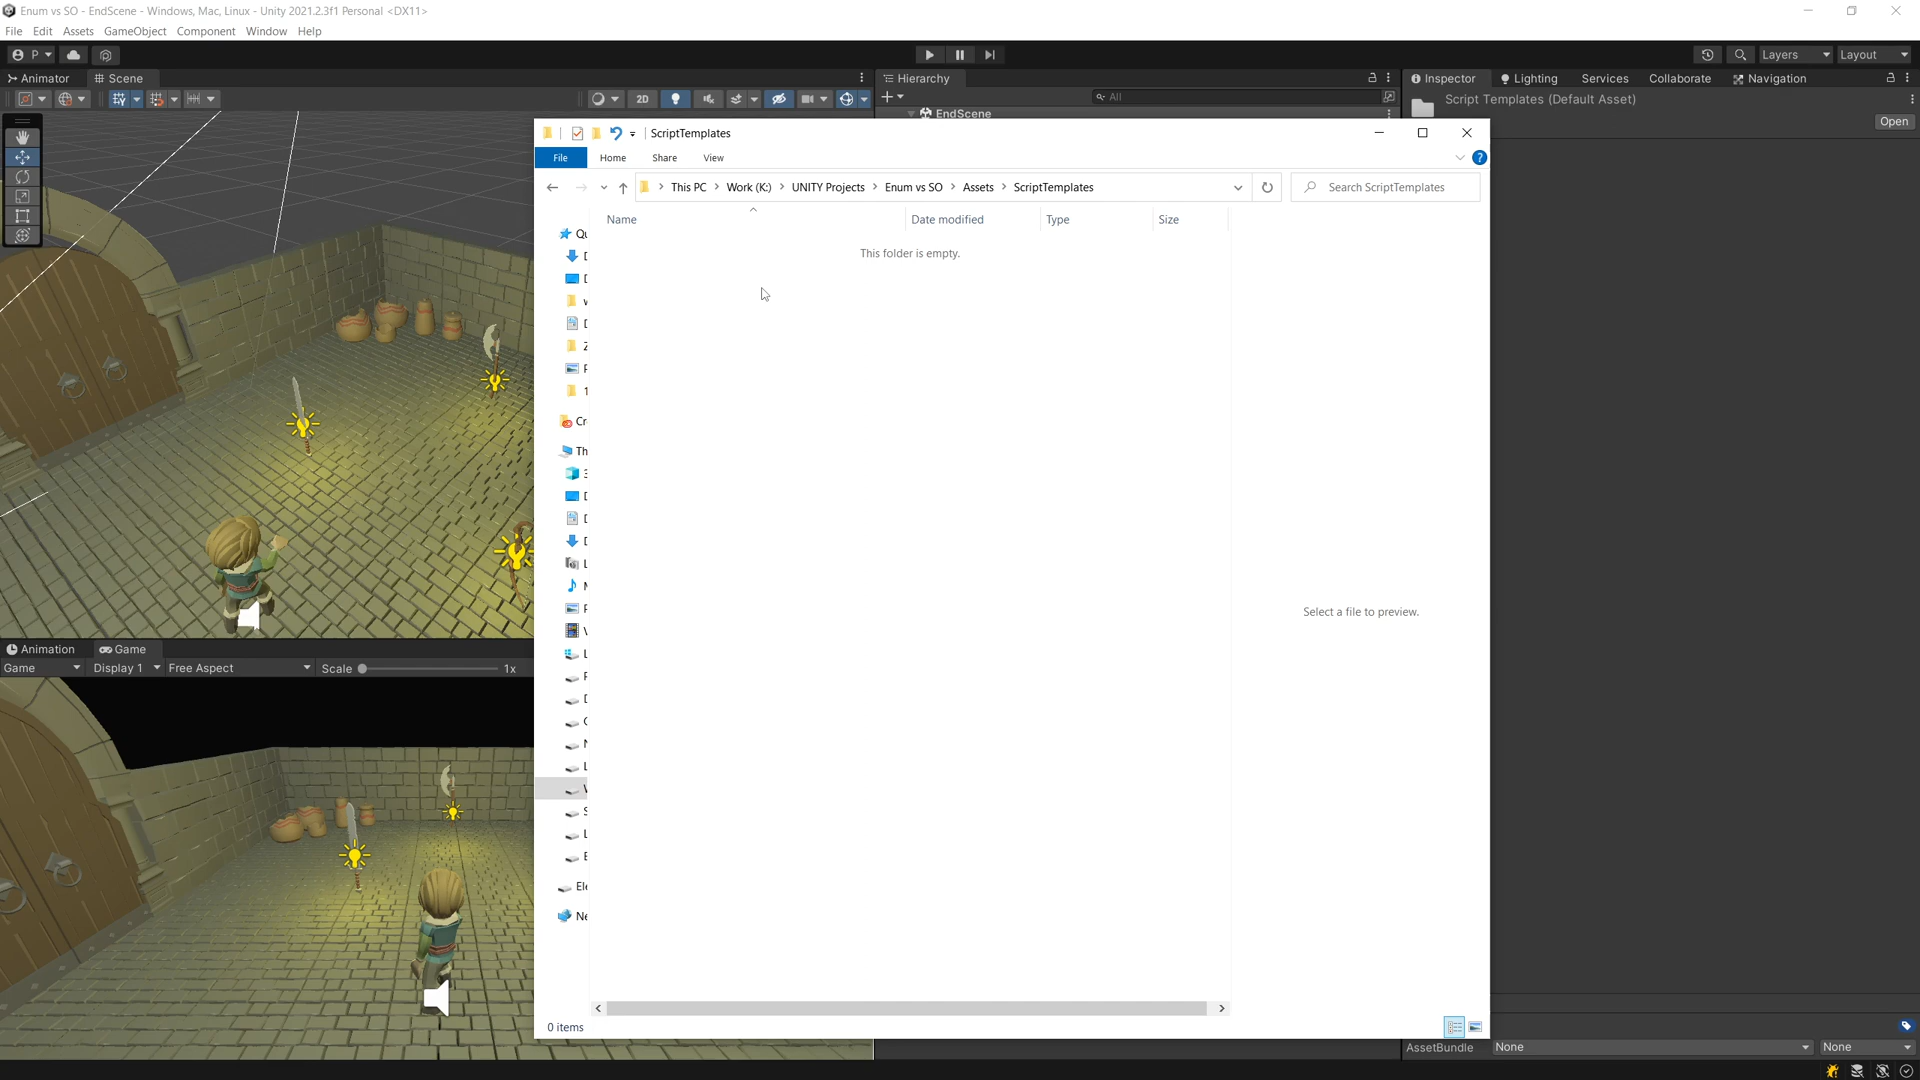 Enum vs SO - EndScene - Windows, Mac, Linux - Unity 2021.2.3f1 Personal <DX11>
File Edit Assets GameObject Component Window Help
P
Layers
Layout
Animator
Scene
2D
Hierarchy
All
EndScene
Inspector
Lighting
Services
Collaborate
Navigation
Script Templates (Default Asset)
Open
ScriptTemplates
File
Home
Share
View
This PC
Work (K:)
UNITY Projects
Enum vs SO
Assets
ScriptTemplates
Search ScriptTemplates
Name
Date modified
Type
Size
This folder is empty.
Select a file to preview.
0 items
Animation
Game
Game
Display 1
Free Aspect
Scale
1x
AssetBundle
None
None